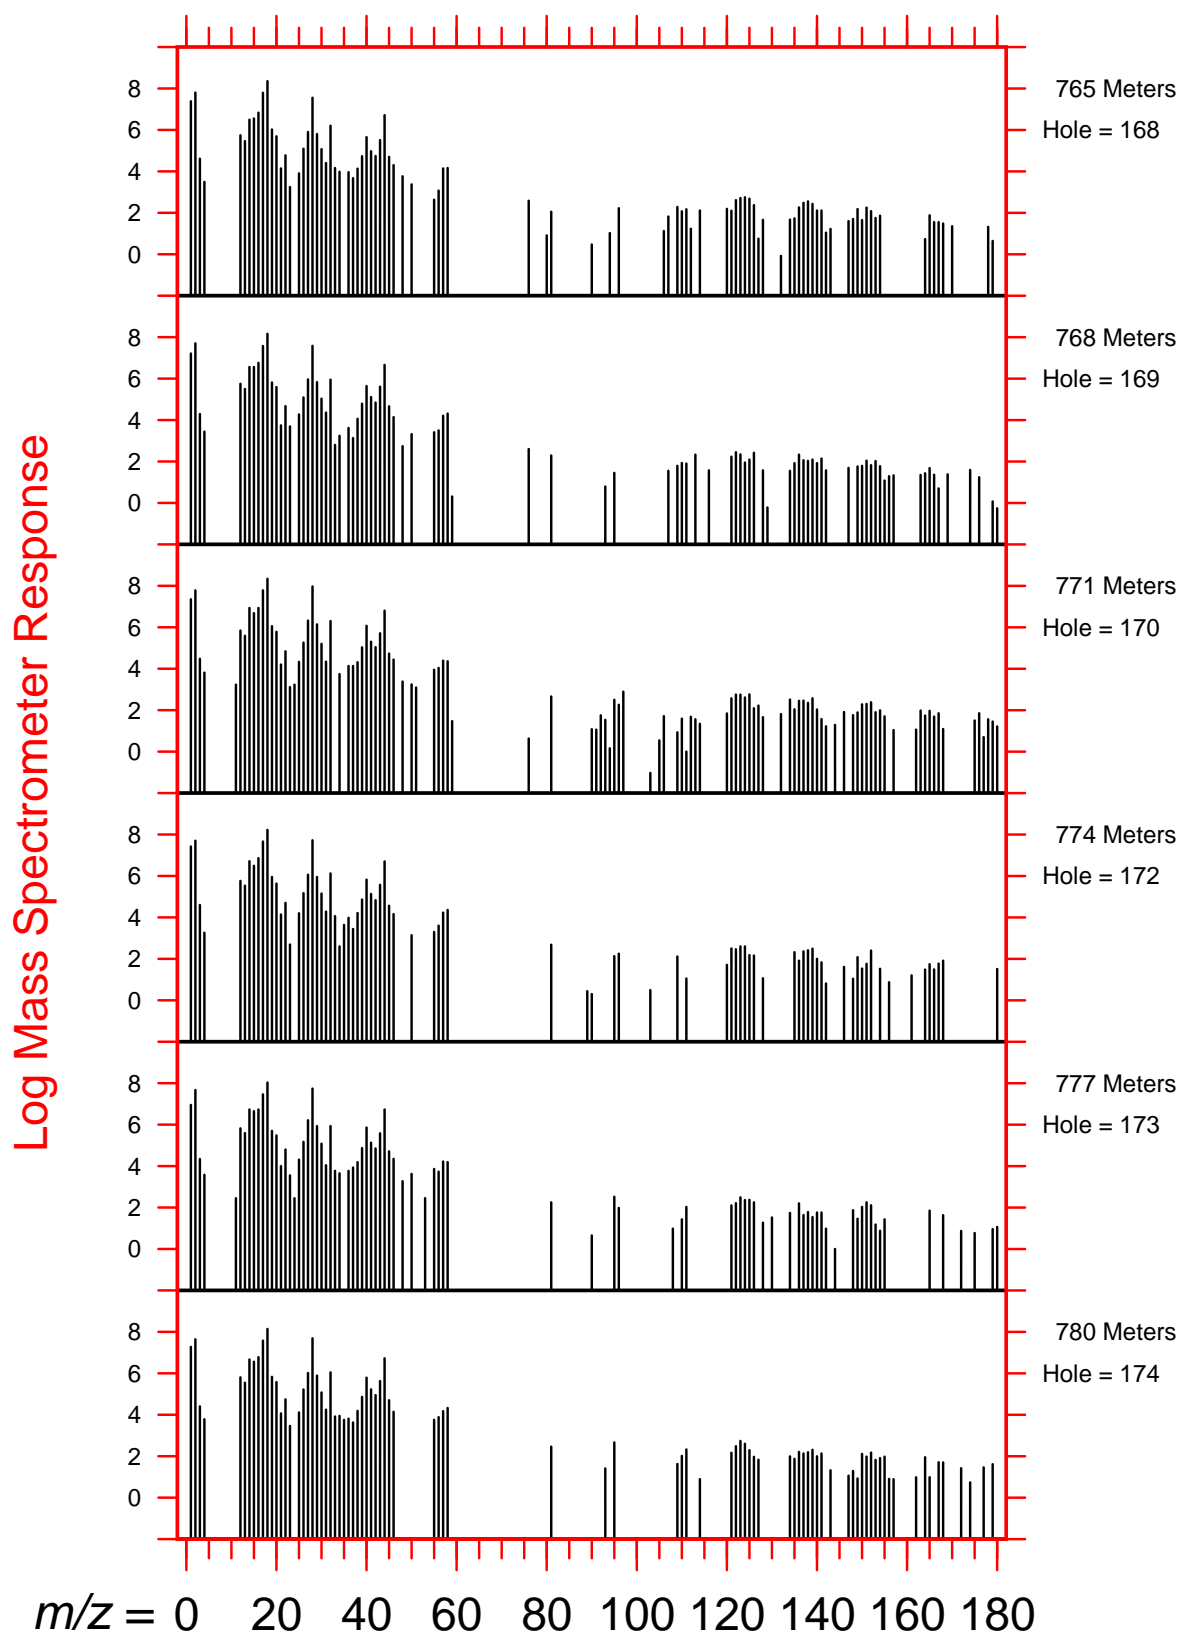 Log Mass Spectrometer Response
8
6
4
2
0
765 Meters
Hole = 168
8
6
4
2
0
768 Meters
Hole = 169
8
6
4
2
0
771 Meters
Hole = 170
8
6
4
2
0
774 Meters
Hole = 172
8
6
4
2
0
777 Meters
Hole = 173
8
6
4
2
0
780 Meters
Hole = 174
m/z = 0 20 40 60 80 100 120 140 160 180